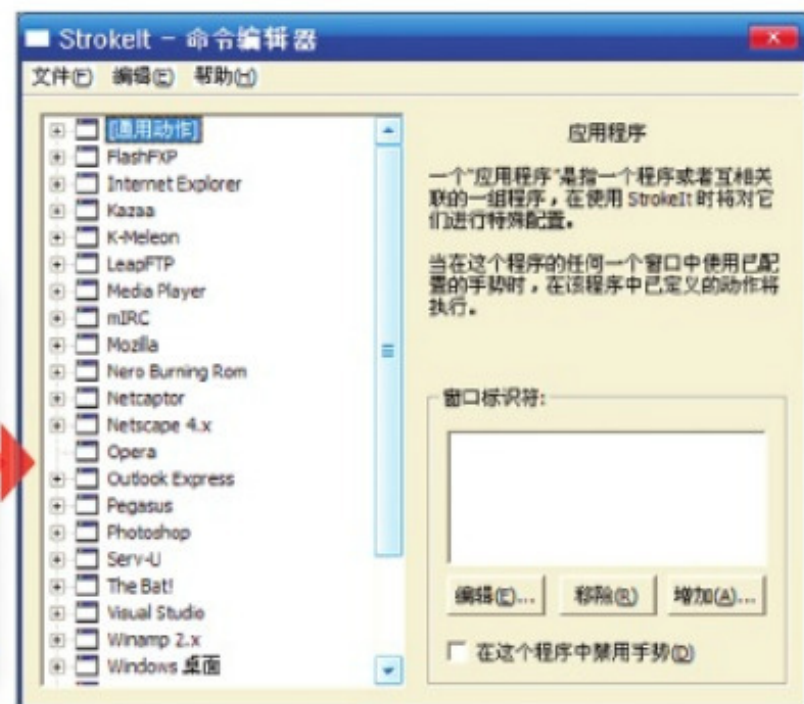 StrokeIt - 命令编辑器
文件(F) 编辑(E) 帮助(H)
[通用动作]
FlashFXP
Internet Explorer
Kazaa
K-Meleon
LeapFTP
Media Player
mIRC
Mozilla
Nero Burning Rom
Netcaptor
Netscape 4.x
Opera
Outlook Express
Pegasus
Photoshop
Serv-U
The Bat!
Visual Studio
Winamp 2.x
Windows 桌面
应用程序
一个"应用程序"是指一个程序或者互相关
联的一组程序，在使用 StrokeIt 时将对它
们进行特殊配置。
当在这个程序的任何一个窗口中使用已配
置的手势时，在该程序中已定义的动作将
执行。
窗口标识符:
编辑(E)... 移除(R) 增加(A)...
在这个程序中禁用手势(D)